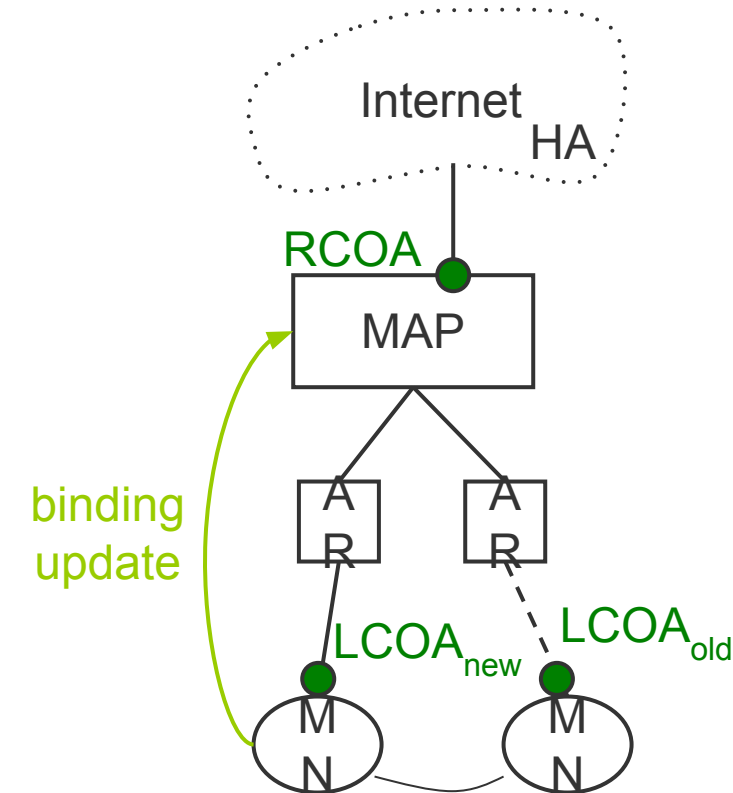 Internet
HA
RCOA
MAP
A
R
A
R
binding
update
LCOAnew
LCOAold
M
N
M
N